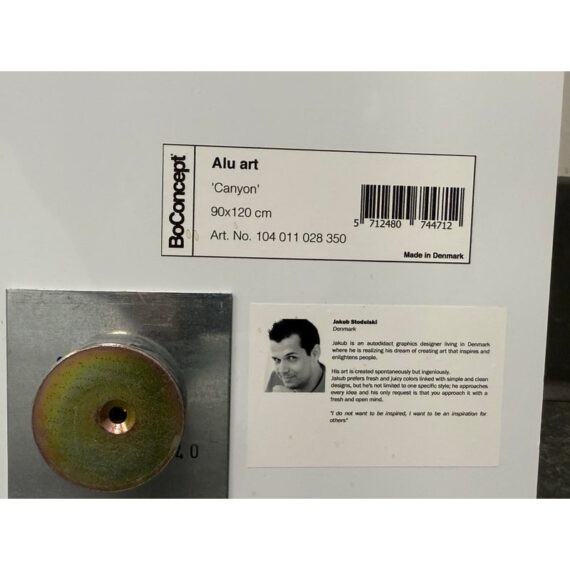 BoConcept
Alu art
'Canyon'
90x120 cm
Art. No. 104 011 028 350
5 712480 744712
Made in Denmark
Jakub Stodulski
Denmark
Jakub is an autodidact graphics designer living in Denmark
where he is realizing his dream of creating art that inspires and
enlightens people.
His art is created spontaneously but ingeniously.
Jakub prefers fresh and juicy colors linked with simple and clean
designs, but he's not limited to one specific style; he approaches
every idea and his only request is that you approach it with a
fresh and open mind.
"I do not want to be inspired, I want to be an inspiration for
others"
40